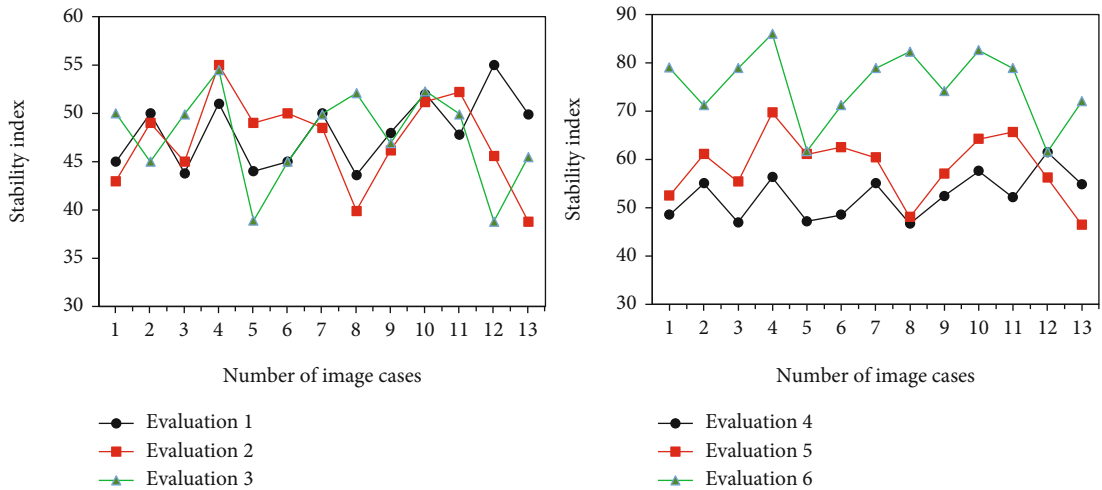 60
55
50
45
40
35
30
Stability index
1 2 3 4 5 6 7 8 9 10 11 12 13
Number of image cases
Evaluation 1
Evaluation 2
Evaluation 3
90
80
70
60
50
40
30
Stability index
1 2 3 4 5 6 7 8 9 10 11 12 13
Number of image cases
Evaluation 4
Evaluation 5
Evaluation 6